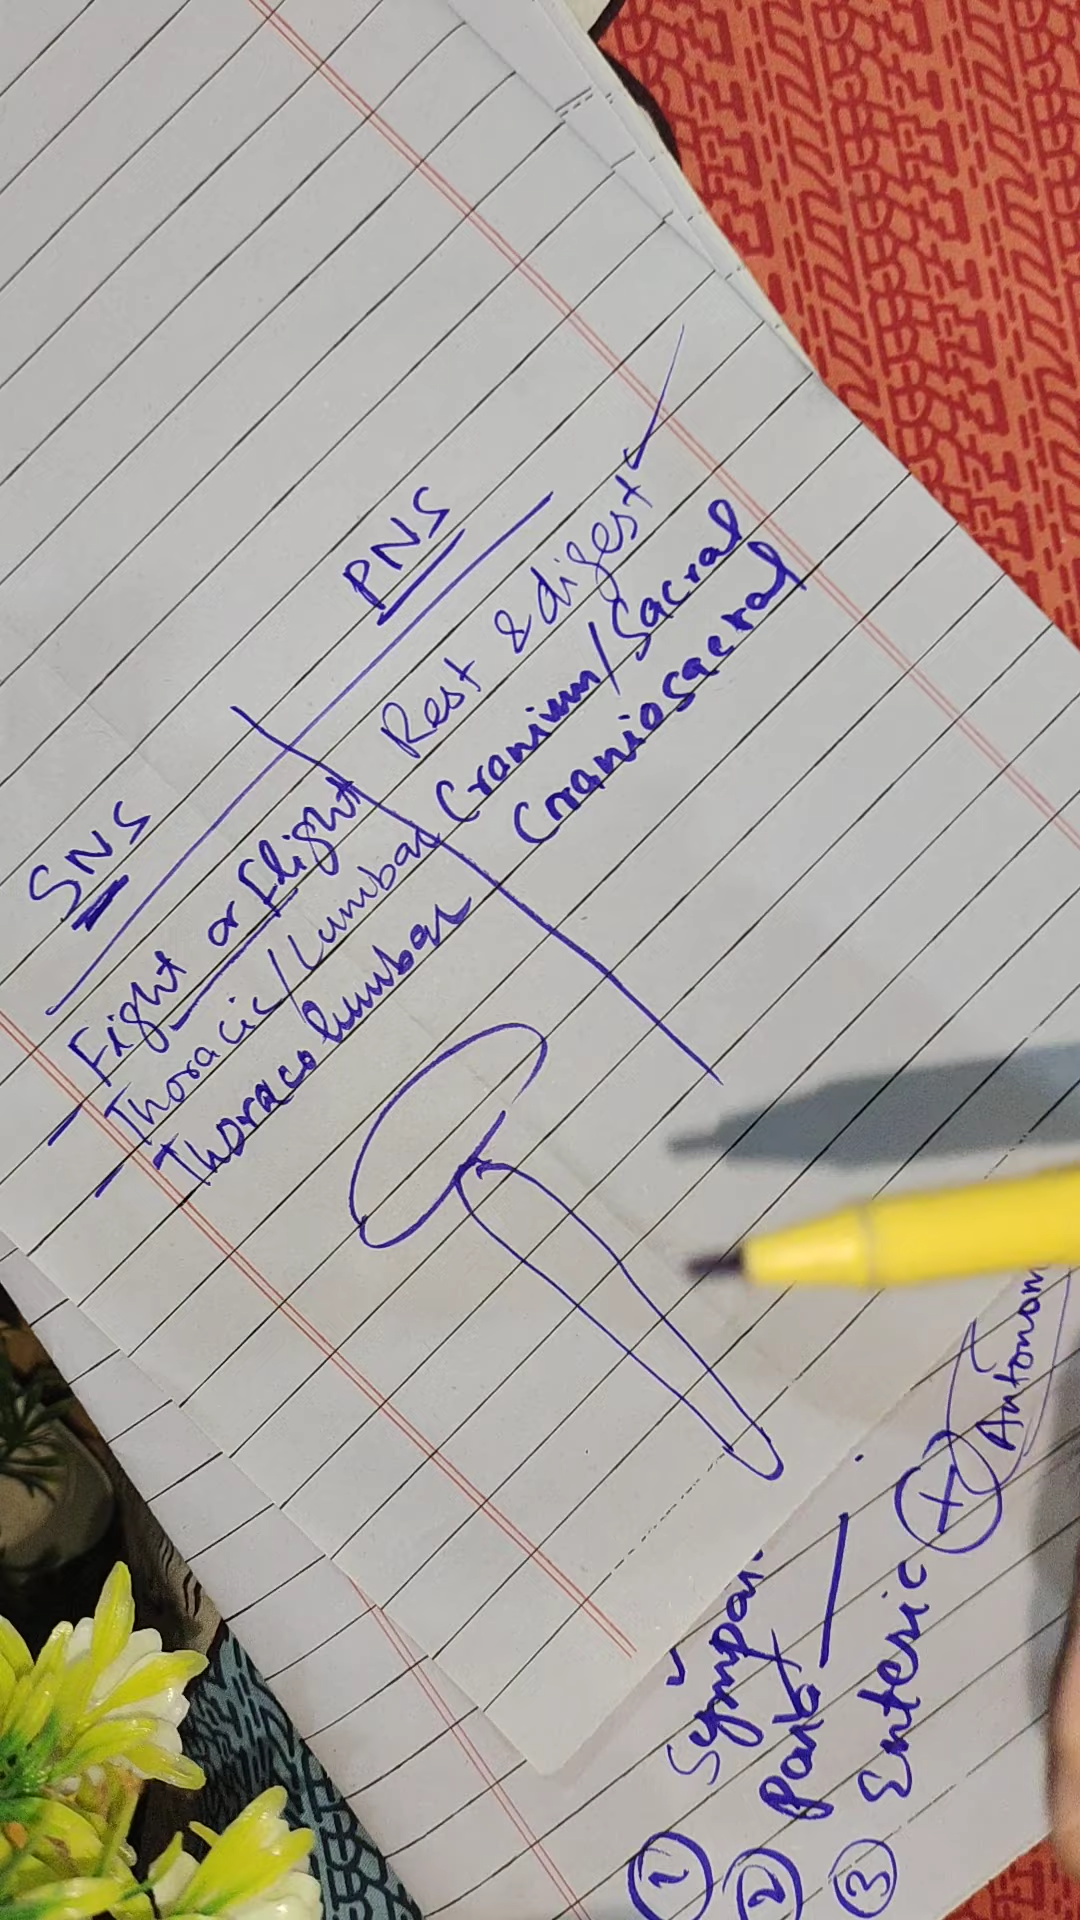 SNS PNS
Fight or Flight Rest & digest
Thoracic/Lumbar Cranium/Sacral
Thoracolumbar Craniosacral
① Sympa
②
③ Enteric
Autonom